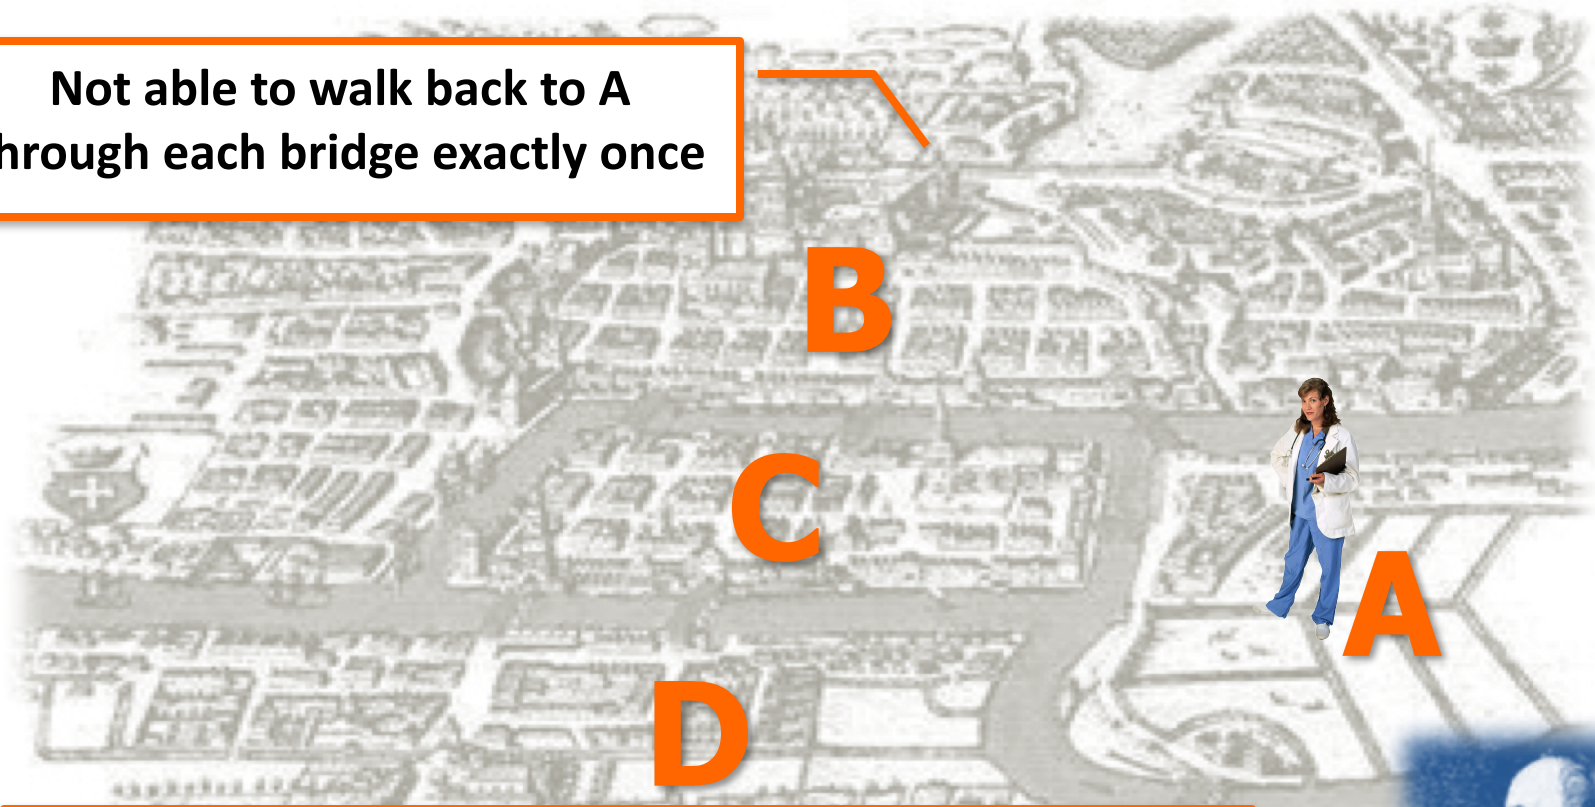 Not able to walk back to A
hrough each bridge exactly once
B
C
A
D